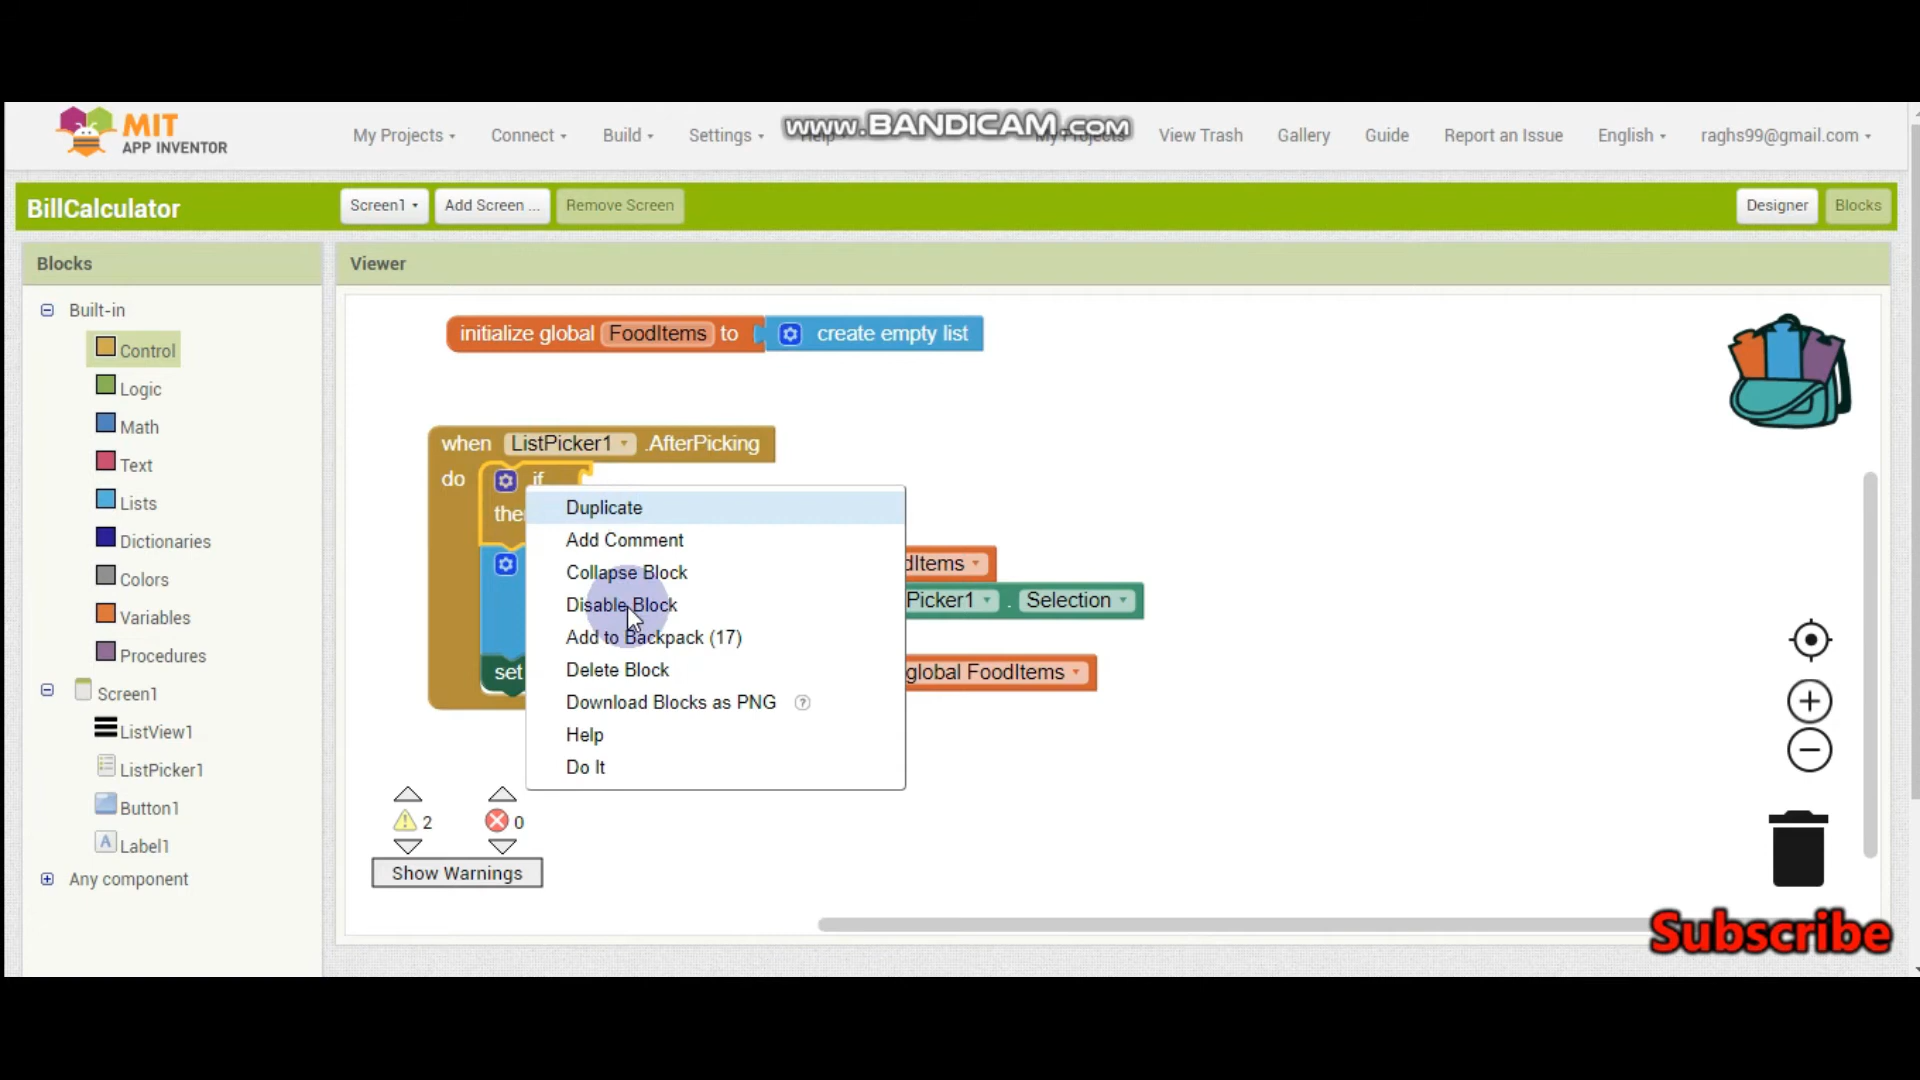 MIT
APP INVENTOR
My Projects
Connect
Build
Settings
Help
www.BANDICAM.com
My Projects
View Trash
Gallery
Guide
Report an Issue
English
raghs99@gmail.com
BillCalculator
Screen1
Add Screen ...
Remove Screen
Designer
Blocks
Blocks
Viewer
Built-in
Control
Logic
Math
Text
Lists
Dictionaries
Colors
Variables
Procedures
Screen1
ListView1
ListPicker1
Button1
Label1
Any component
initialize global FoodItems to create empty list
when ListPicker1 .AfterPicking
do if
the
Duplicate
Add Comment
Collapse Block
Disable Block
Add to Backpack (17)
Delete Block
Download Blocks as PNG ?
Help
Do It
dItems
Picker1 . Selection
set
global FoodItems
2
0
Show Warnings
Subscribe